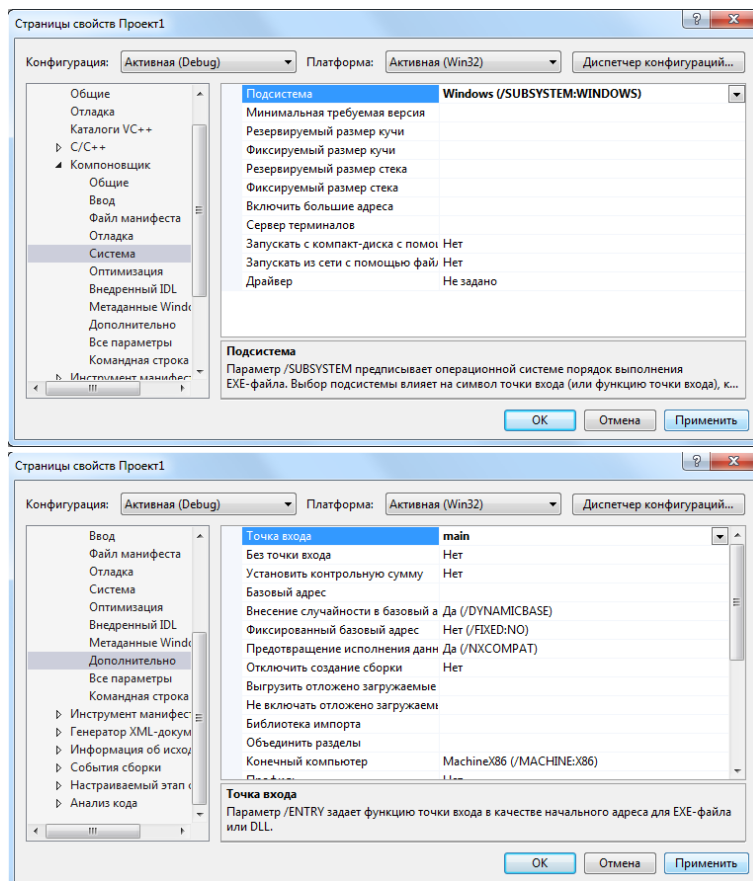 Страницы свойств Проект1
Конфигурация: Активная (Debug) Платформа: Активная (Win32) Диспетчер конфигураций...
Общие
Отладка
Каталоги VC++
C/C++
Компоновщик
Общие
Ввод
Файл манифеста
Отладка
Система
Оптимизация
Внедренный IDL
Метаданные Windo
Дополнительно
Все параметры
Командная строка
Инструмент манифес
Подсистема Windows (/SUBSYSTEM:WINDOWS)
Минимальная требуемая версия
Резервируемый размер кучи
Фиксируемый размер кучи
Резервируемый размер стека
Фиксируемый размер стека
Включить большие адреса
Сервер терминалов
Запускать с компакт-диска с помощ Нет
Запускать из сети с помощью файл Нет
Драйвер Не задано
Подсистема
Параметр /SUBSYSTEM предписывает операционной системе порядок выполнения
EXE-файла. Выбор подсистемы влияет на символ точки входа (или функцию точки входа), к...
ОК Отмена Применить
Страницы свойств Проект1
Конфигурация: Активная (Debug) Платформа: Активная (Win32) Диспетчер конфигураций...
Ввод
Файл манифеста
Отладка
Система
Оптимизация
Внедренный IDL
Метаданные Windo
Дополнительно
Все параметры
Командная строка
Инструмент манифес
Генератор XML-докум
Информация об исход
События сборки
Настраиваемый этап с
Анализ кода
Точка входа main
Без точки входа Нет
Установить контрольную сумму Нет
Базовый адрес
Внесение случайности в базовый а Да (/DYNAMICBASE)
Фиксированный базовый адрес Нет (/FIXED:NO)
Предотвращение исполнения данн Да (/NXCOMPAT)
Отключить создание сборки Нет
Выгрузить отложено загружаемые
Не включать отложено загружаемы
Библиотека импорта
Объединить разделы
Конечный компьютер MachineX86 (/MACHINE:X86)
Точка входа
Параметр /ENTRY задает функцию точки входа в качестве начального адреса для EXE-файла
или DLL.
ОК Отмена Применить